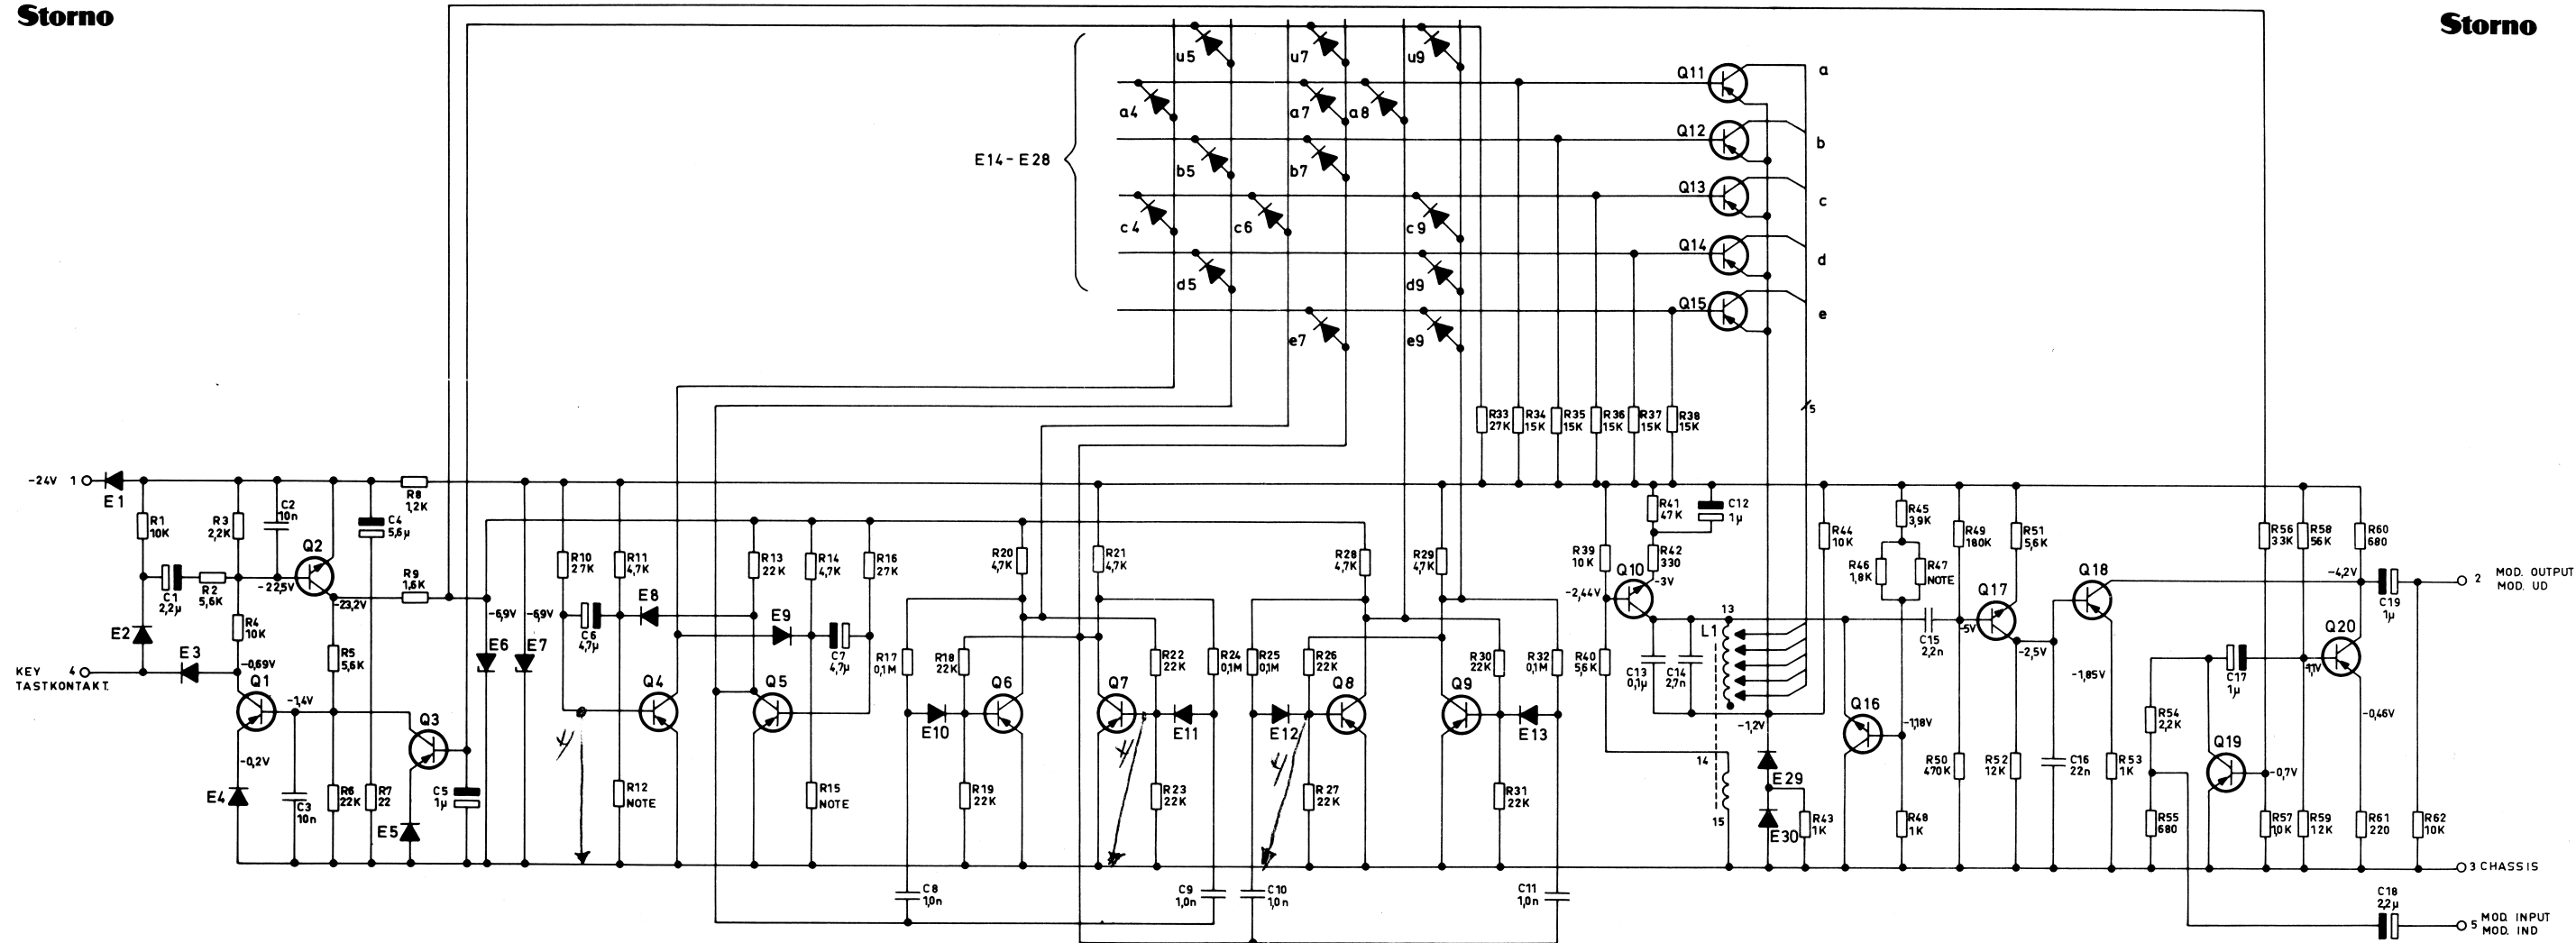 Storno
Storno
u5
u7
u9
Q11
a
a4
a7
a8
Q12
b
E14-E28
b5
b7
Q13
c
c4
c6
c9
Q14
d
d5
d9
Q15
e
e7
e9
R33
27K
R34
15K
R35
15K
R36
15K
R37
15K
R38
15K
5
-24V 1
E1
R1
10K
R3
2,2K
C2
10n
Q2
C4
5,6µ
R8
1,2K
C1
2,2µ
R2
5,6K
-22,5V
-23,2V
R9
1,6K
E2
R4
10K
R5
5,6K
KEY
TASTKONTAKT.
4
E3
-0,69V
Q1
-1,4V
Q3
-0,2V
E4
C3
10n
R6
22K
R7
22
E5
C5
1µ
-6,9V
E6
-6,9V
E7
R10
27K
R11
4,7K
C6
4,7µ
E8
R13
22K
R14
4,7K
R16
27K
E9
C7
4,7µ
Q4
Q5
R12
NOTE
R15
NOTE
R17
0,1M
R18
22K
R20
4,7K
R21
4,7K
E10
Q6
R19
22K
Q7
R22
22K
R24
0,1M
E11
R23
22K
C8
1,0n
C9
1,0n
R25
0,1M
R26
22K
R28
4,7K
R29
4,7K
E12
Q8
R27
22K
Q9
R30
22K
R32
0,1M
E13
R31
22K
C10
1,0n
C11
1,0n
R39
10K
R41
47K
C12
1µ
R42
330
Q10
-3V
-2,44V
R40
5,6K
C13
0,1µ
C14
2,7n
L1
13
14
15
-1,2V
E29
E30
R43
1K
R44
10K
R45
3,9K
R46
1,8K
R47
NOTE
Q16
-1,18V
R48
1K
C15
2,2n
R49
180K
-5V
R50
470K
Q17
R51
5,6K
-2,5V
R52
12K
C16
22n
Q18
-1,85V
R53
1K
R54
2,2K
R55
680
C17
1µ
Q19
-0,7V
R56
33K
R57
10K
R58
56K
R59
12K
-1,1V
R60
680
-4,2V
Q20
-0,46V
R61
220
C19
1µ
R62
10K
2 MOD. OUTPUT
MOD. UD
3 CHASSIS
C18
2,2µ
5 MOD. INPUT
MOD. IND